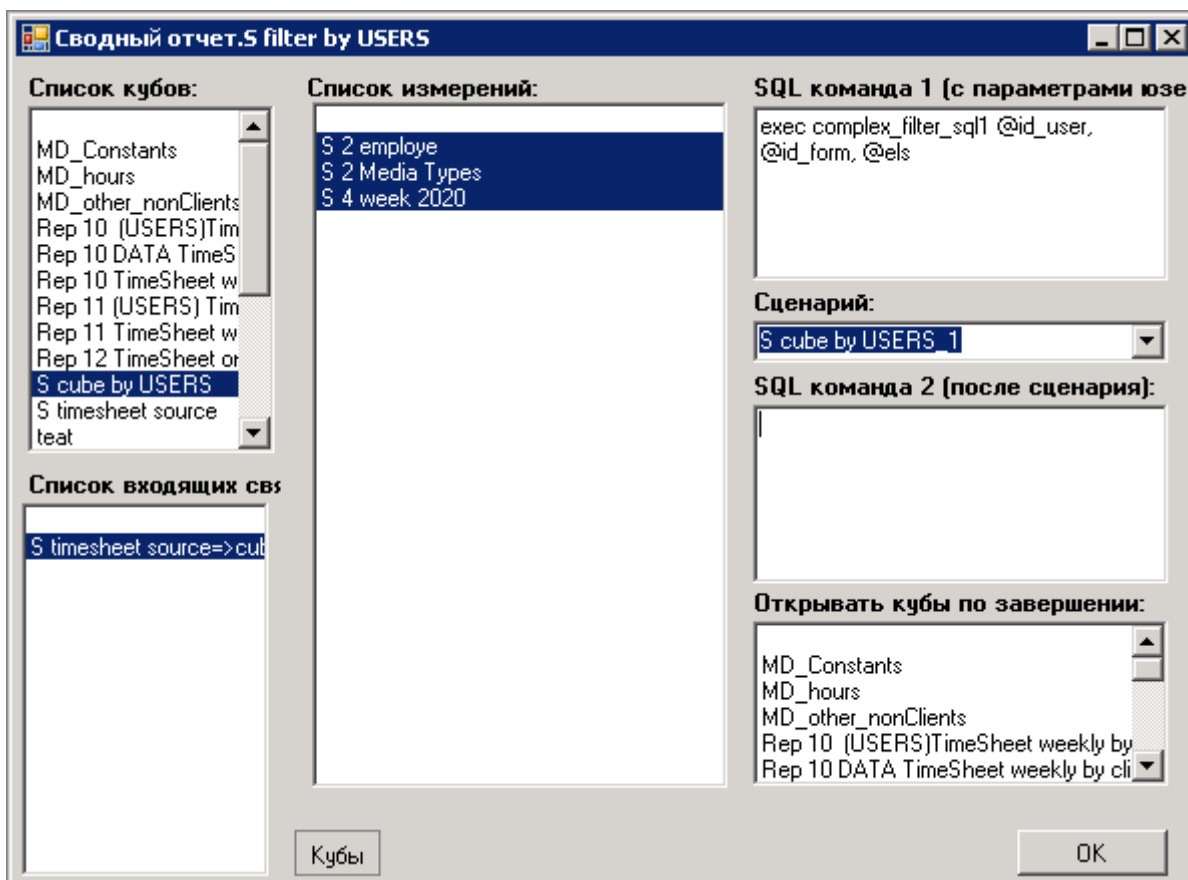 Сводный отчет.S filter by USERS
Список кубов:
MD_Constants
MD_hours
MD_other_nonClients
Rep 10 (USERS)Tim
Rep 10 DATA TimeS
Rep 10 TimeSheet w
Rep 11 (USERS) Tim
Rep 11 TimeSheet w
Rep 12 TimeSheet or
S cube by USERS
S timesheet source
teat
Список входящих свя
S timesheet source=>cub
Список измерений:
S 2 employe
S 2 Media Types
S 4 week 2020
Кубы
SQL команда 1 (с параметрами юзе
exec complex_filter_sql1 @id_user,
@id_form, @els
Сценарий:
S cube by USERS_1
SQL команда 2 (после сценария):
Открывать кубы по завершении:
MD_Constants
MD_hours
MD_other_nonClients
Rep 10 (USERS)TimeSheet weekly by
Rep 10 DATA TimeSheet weekly by cli
OK